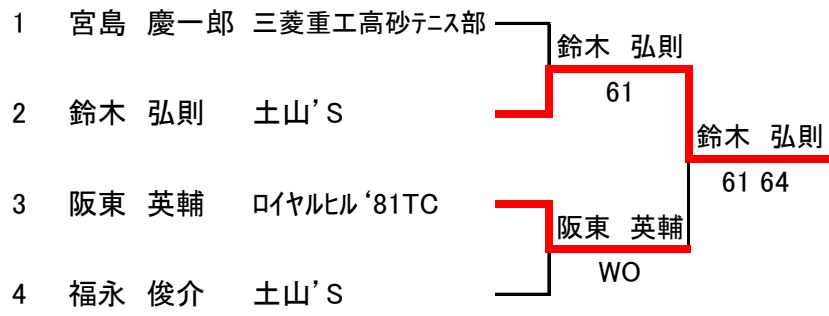 1 宮島 慶一郎 三菱重工高砂テニス部
鈴木 弘則
61
2 鈴木 弘則 土山’S
鈴木 弘則
61 64
3 阪東 英輔 ロイヤルヒル ‘81TC
阪東 英輔
WO
4 福永 俊介 土山’S